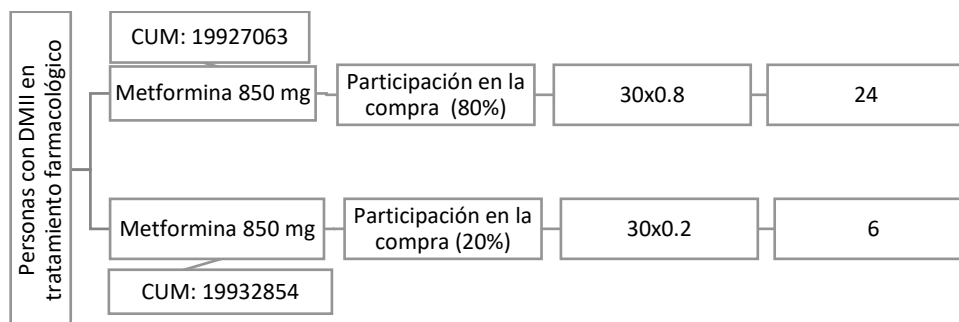 Personas con DMII en
tratamiento farmacológico
CUM: 19927063
Metformina 850 mg
Participación en la
compra (80%)
30x0.8
24
Metformina 850 mg
Participación en la
compra (20%)
30x0.2
6
CUM: 19932854